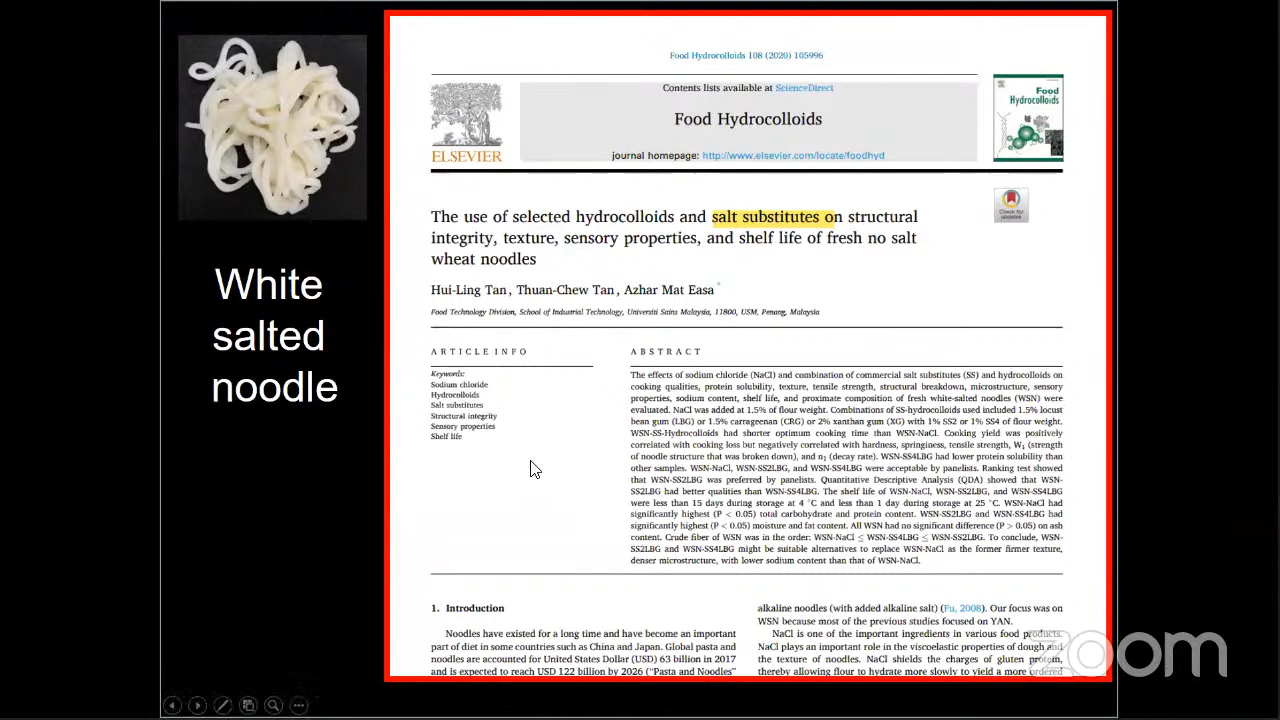 White
salted
noodle
Food Hydrocolloids 108 (2020) 105996
Contents lists available at ScienceDirect
Food Hydrocolloids
journal homepage: http://www.elsevier.com/locate/foodhyd
ELSEVIER
Food
Hydrocolloids
Check for
updates
The use of selected hydrocolloids and salt substitutes on structural
integrity, texture, sensory properties, and shelf life of fresh no salt
wheat noodles
Hui-Ling Tan, Thuan-Chew Tan, Azhar Mat Easa *
Food Technology Division, School of Industrial Technology, Universiti Sains Malaysia, 11800, USM, Penang, Malaysia
ARTICLE INFO
Keywords:
Sodium chloride
Hydrocolloids
Salt substitutes
Structural integrity
Sensory properties
Shelf life
ABSTRACT
The effects of sodium chloride (NaCl) and combination of commercial salt substitutes (SS) and hydrocolloids on
cooking qualities, protein solubility, texture, tensile strength, structural breakdown, microstructure, sensory
properties, sodium content, shelf life, and proximate composition of fresh white-salted noodles (WSN) were
evaluated. NaCl was added at 1.5% of flour weight. Combinations of SS-hydrocolloids used included 1.5% locust
bean gum (LBG) or 1.5% carrageenan (CRG) or 2% xanthan gum (XG) with 1% SS2 or 1% SS4 of flour weight.
WSN-SS-Hydrocolloids had shorter optimum cooking time than WSN-NaCl. Cooking yield was positively
correlated with cooking loss but negatively correlated with hardness, springiness, tensile strength, W₁ (strength
of noodle structure that was broken down), and n₁ (decay rate). WSN-SS4LBG had lower protein solubility than
other samples. WSN-NaCl, WSN-SS2LBG, and WSN-SS4LBG were acceptable by panelists. Ranking test showed
that WSN-SS2LBG was preferred by panelists. Quantitative Descriptive Analysis (QDA) showed that WSN-
SS2LBG had better qualities than WSN-SS4LBG. The shelf life of WSN-NaCl, WSN-SS2LBG, and WSN-SS4LBG
were less than 15 days during storage at 4 °C and less than 1 day during storage at 25 °C. WSN-NaCl had
significantly highest (P < 0.05) total carbohydrate and protein content. WSN-SS2LBG and WSN-SS4LBG had
significantly highest (P < 0.05) moisture and fat content. All WSN had no significant difference (P > 0.05) on ash
content. Crude fiber of WSN was in the order: WSN-NaCl ≤ WSN-SS4LBG ≤ WSN-SS2LBG. To conclude, WSN-
SS2LBG and WSN-SS4LBG might be suitable alternatives to replace WSN-NaCl as the former firmer texture,
denser microstructure, with lower sodium content than that of WSN-NaCl.
1. Introduction
Noodles have existed for a long time and have become an important
part of diet in some countries such as China and Japan. Global pasta and
noodles are accounted for United States Dollar (USD) 63 billion in 2017
and is expected to reach USD 122 billion by 2026 ("Pasta and Noodles"
alkaline noodles (with added alkaline salt) (Fu, 2008). Our focus was on
WSN because most of the previous studies focused on YAN.
NaCl is one of the important ingredients in various food products.
NaCl plays an important role in the viscoelastic properties of dough and
the texture of noodles. NaCl shields the charges of gluten protein,
thereby allowing flour to hydrate more slowly to yield a more ordered
zoom